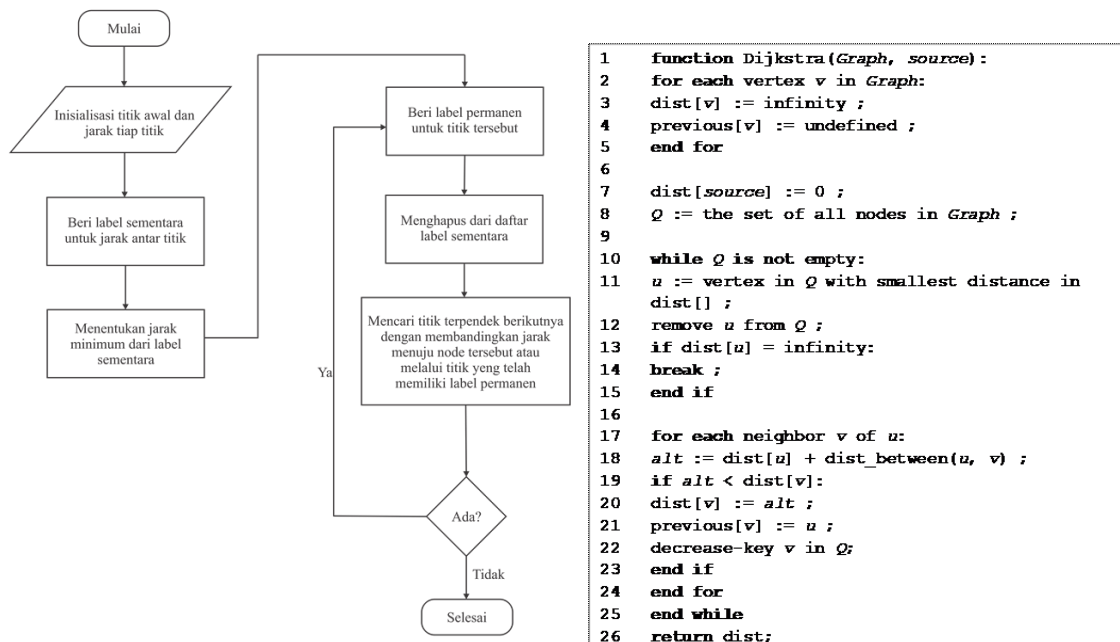 Mulai
Inisialisasi titik awal dan
jarak tiap titik
Beri label sementara
untuk jarak antar titik
Menentukan jarak
minimum dari label
sementara
Beri label permanen
untuk titik tersebut
Menghapus dari daftar
label sementara
Mencari titik terpendek berikutnya
dengan membandingkan jarak
menuju node tersebut atau
melalui titik yeng telah
memiliki label permanen
Ya
Ada?
Tidak
Selesai
1 function Dijkstra(Graph, source):
2 for each vertex v in Graph:
3 dist[v] := infinity ;
4 previous[v] := undefined ;
5 end for
6
7 dist[source] := 0 ;
8 Q := the set of all nodes in Graph ;
9
10 while Q is not empty:
11 u := vertex in Q with smallest distance in
dist[] ;
12 remove u from Q ;
13 if dist[u] = infinity:
14 break ;
15 end if
16
17 for each neighbor v of u:
18 alt := dist[u] + dist_between(u, v) ;
19 if alt < dist[v]:
20 dist[v] := alt ;
21 previous[v] := u ;
22 decrease-key v in Q;
23 end if
24 end for
25 end while
26 return dist;